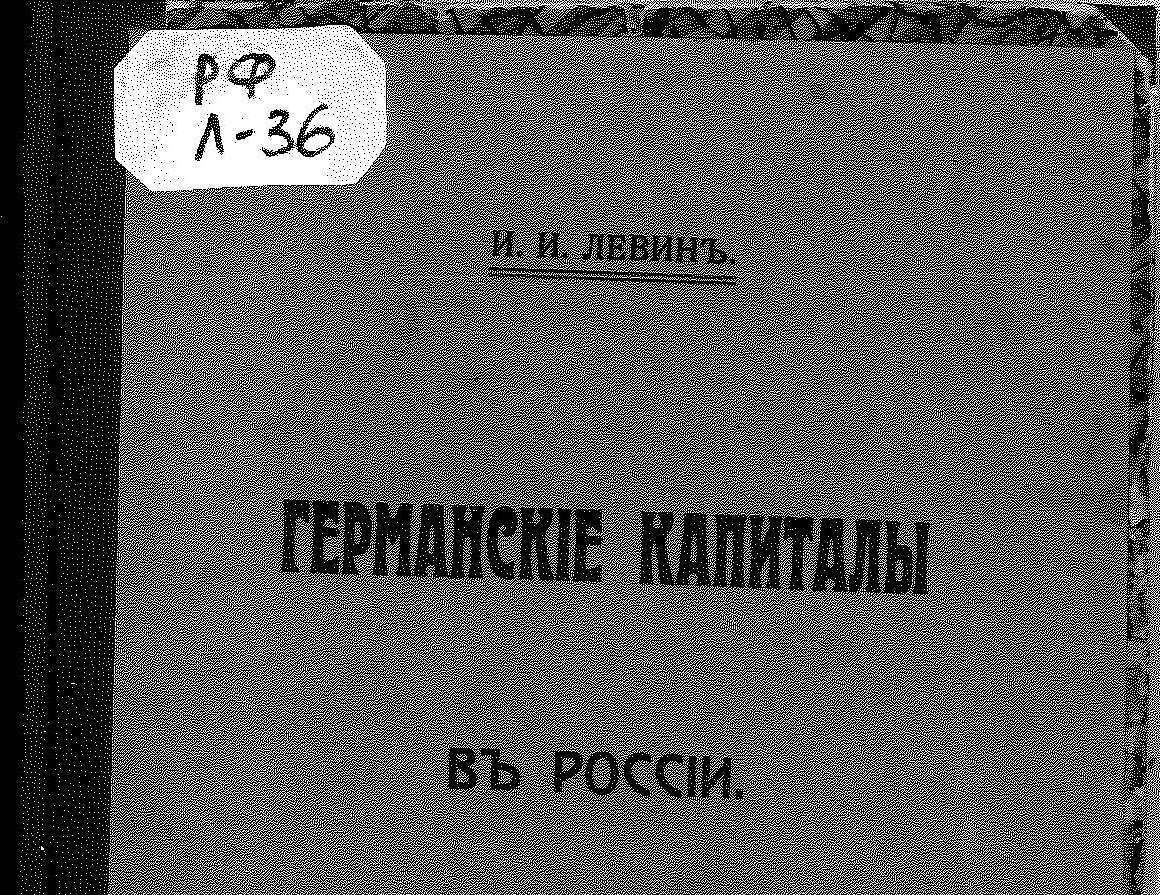 РФ
Л-36
И. И. ЛЕВИНЪ.
ГЕРМАНСКІЕ КАПИТАЛЫ
ВЪ РОССІИ.